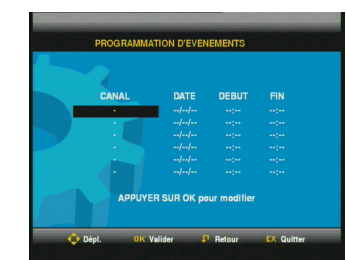 PROGRAMMATION D'EVENEMENTS
CANAL DATE DEBUT FIN
- --/--/-- --:-- --:--
- --/--/-- --:-- --:--
- --/--/-- --:-- --:--
- --/--/-- --:-- --:--
- --/--/-- --:-- --:--
- --/--/-- --:-- --:--
APPUYER SUR OK pour modifier
Dépl. OK Valider Retour EX Quitter